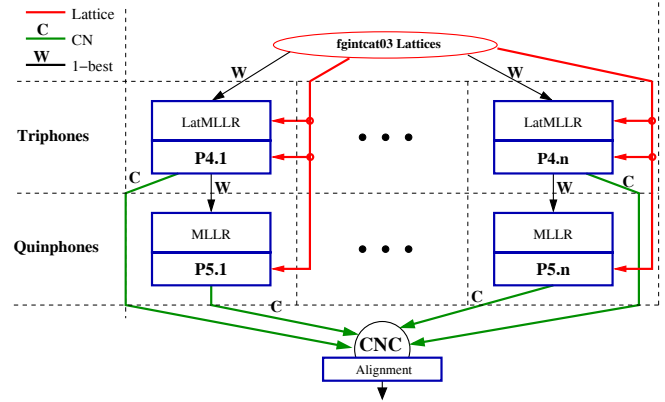 Lattice
C CN
W 1-best
fgintcat03 Lattices
W W
Triphones
LatMLLR LatMLLR
P4.1 P4.n
C W W C
Quinphones
MLLR MLLR
P5.1 P5.n
C C
CNC
Alignment